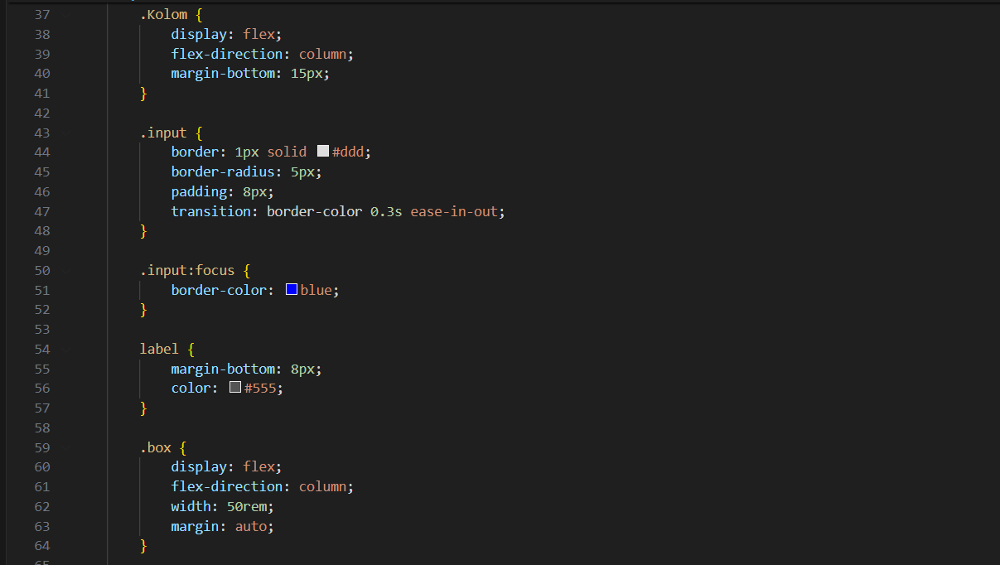 37 .Kolom {
38 display: flex;
39 flex-direction: column;
40 margin-bottom: 15px;
41 }
42
43 .input {
44 border: 1px solid #ddd;
45 border-radius: 5px;
46 padding: 8px;
47 transition: border-color 0.3s ease-in-out;
48 }
49
50 .input:focus {
51 border-color: blue;
52 }
53
54 label {
55 margin-bottom: 8px;
56 color: #555;
57 }
58
59 .box {
60 display: flex;
61 flex-direction: column;
62 width: 50rem;
63 margin: auto;
64 }
65